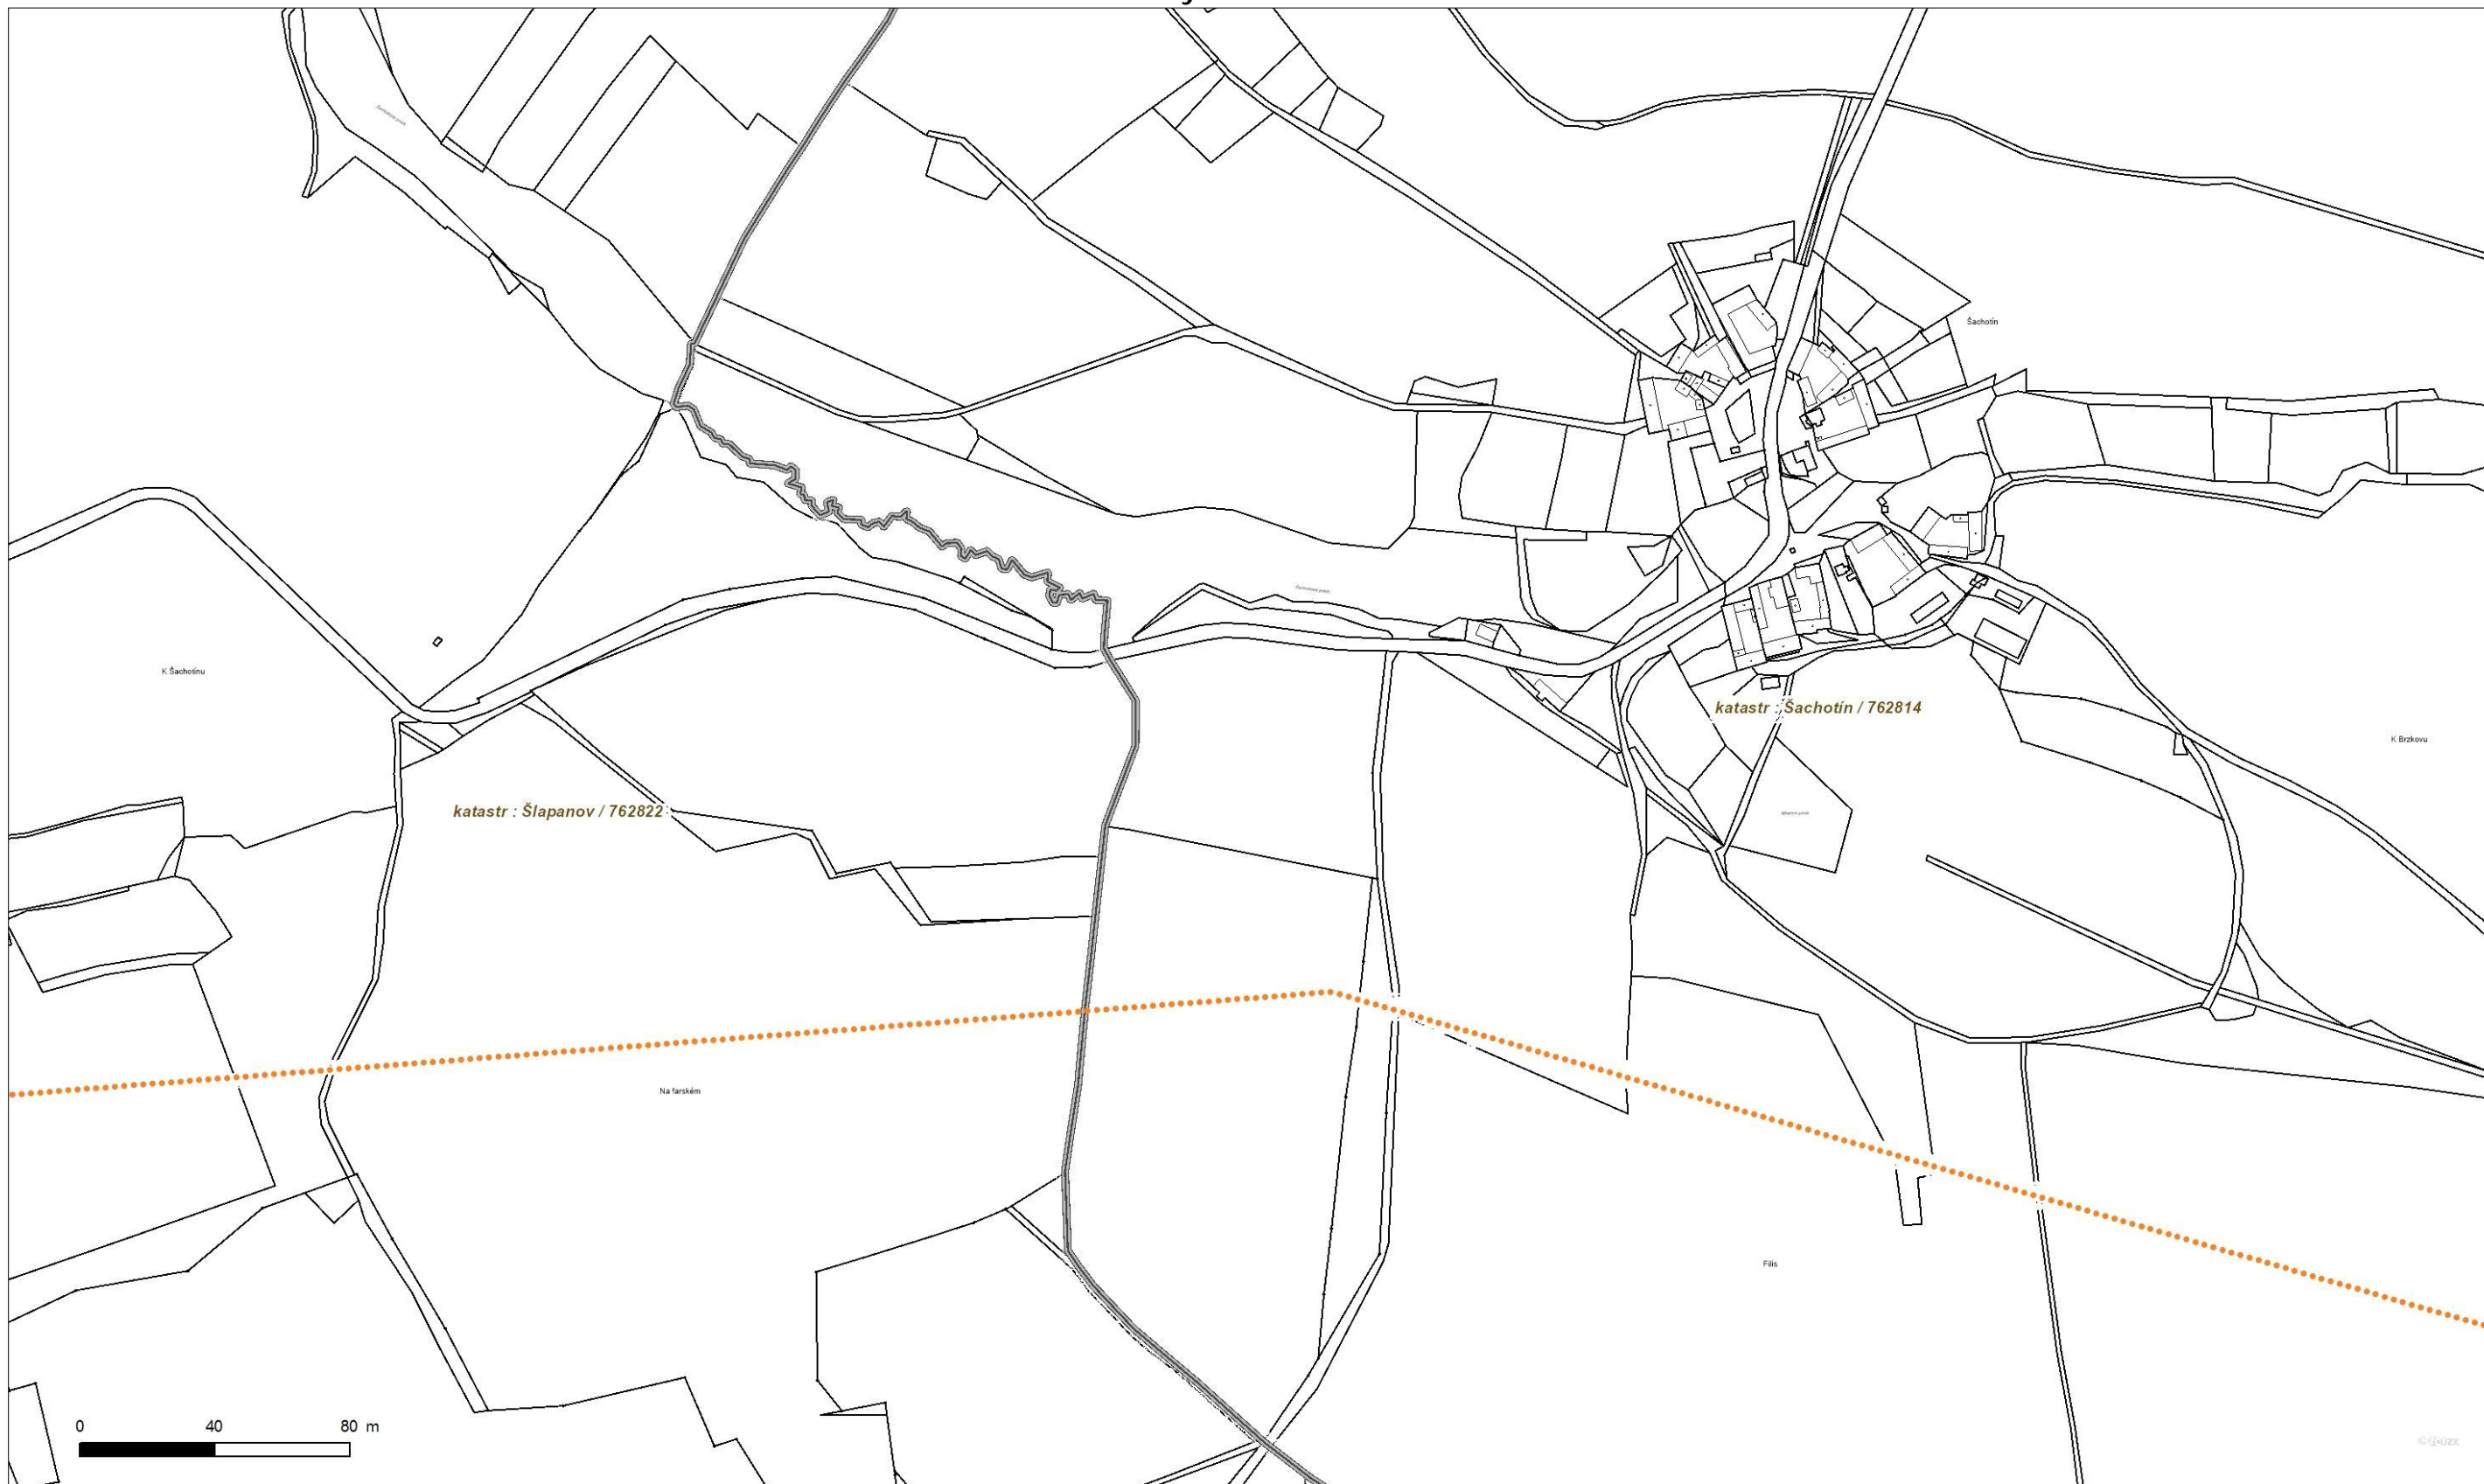 Šachotín
K Šachotínu
katastr : Šachotín / 762814
K Brzkovu
katastr : Šlapanov / 762822
Na farském
Filis
0 40 80 m